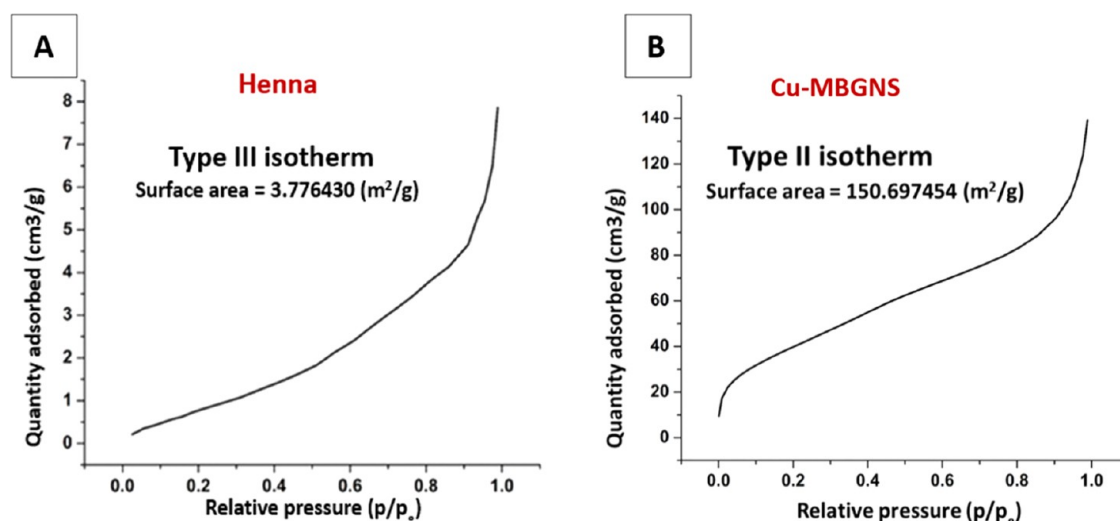 A
Henna
Type III isotherm
Surface area = 3.776430 (m²/g)
Quantity adsorbed (cm3/g)
8
7
6
5
4
3
2
1
0
0.0 0.2 0.4 0.6 0.8 1.0
Relative pressure (p/p∘)
B
Cu-MBGNS
Type II isotherm
Surface area = 150.697454 (m²/g)
Quantity adsorbed (cm3/g)
140
120
100
80
60
40
20
0
0.0 0.2 0.4 0.6 0.8 1.0
Relative pressure (p/p∘)